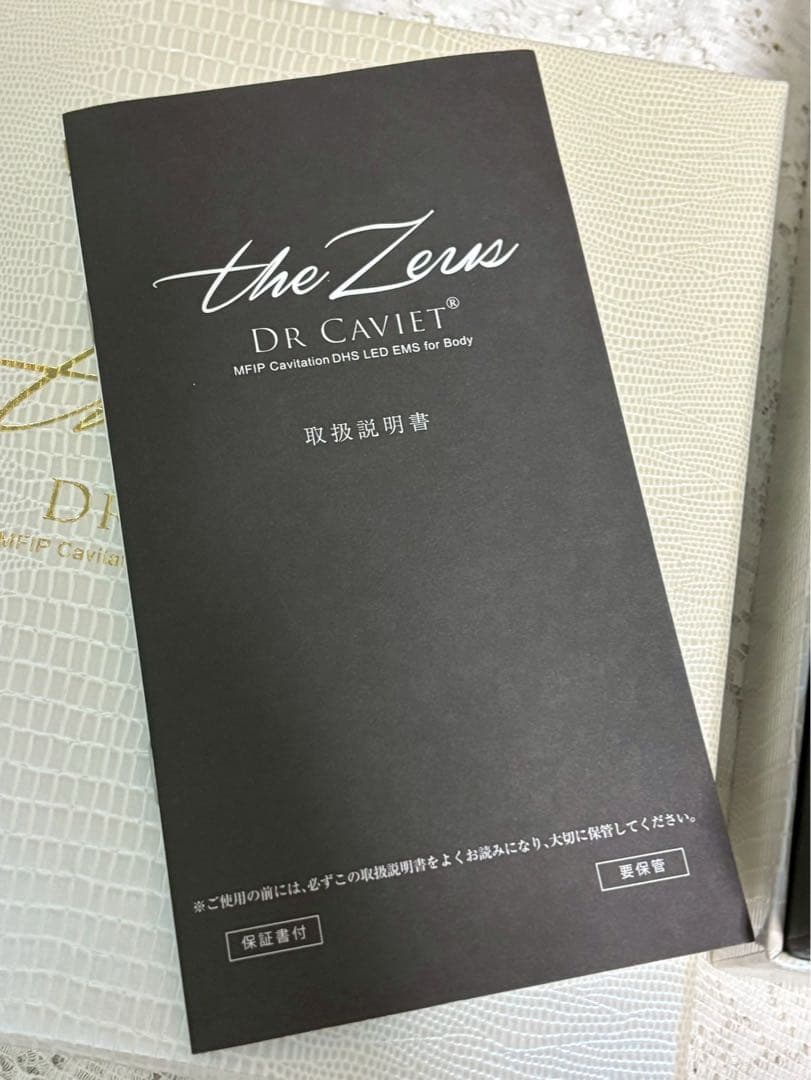 the Zeus
DR CAVIET®
MFIP Cavitation DHS LED EMS for Body
取扱説明書
※ご使用の前には、必ずこの取扱説明書をよくお読みになり、大切に保管してください。
保証書付
要保管
th
DR
MFIP Cavitat